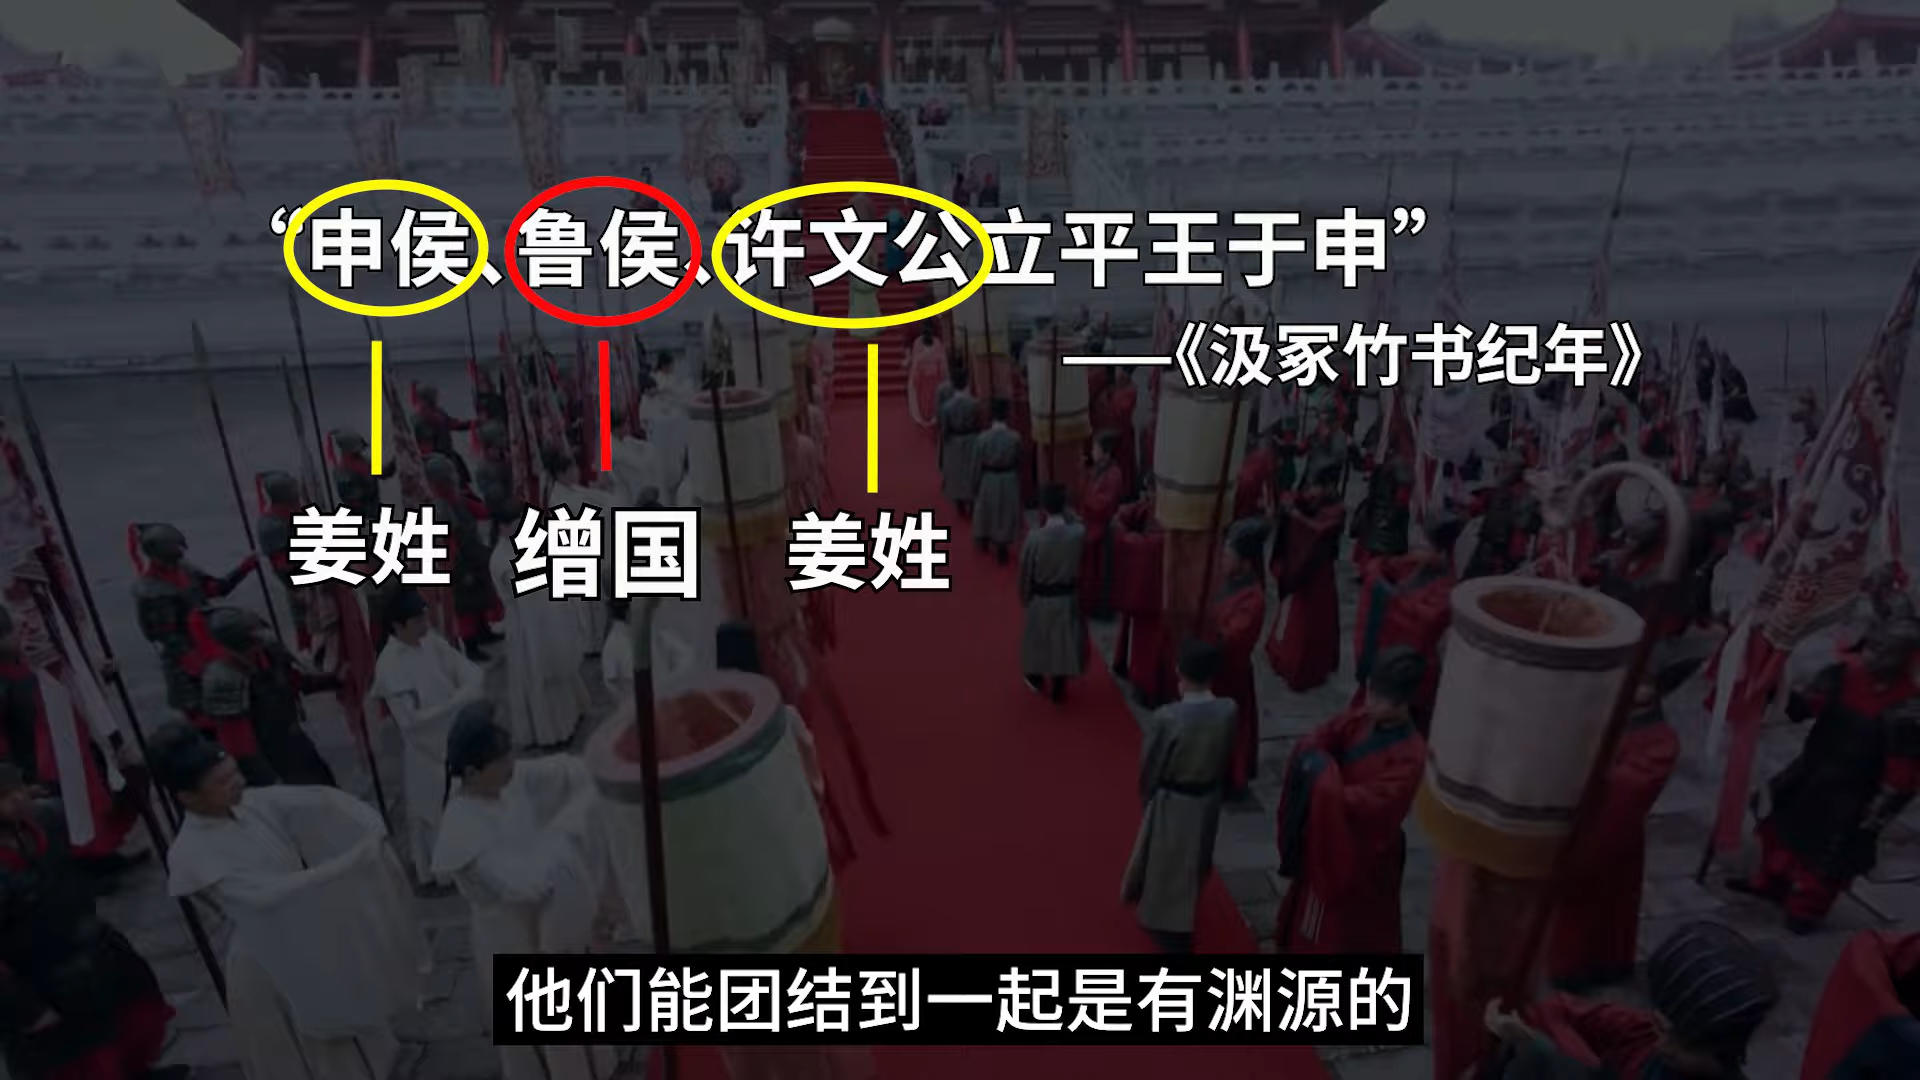 “申侯、鲁侯、许文公立平王于申”
——《汲冢竹书纪年》
姜姓 缯国 姜姓
他们能团结到一起是有渊源的